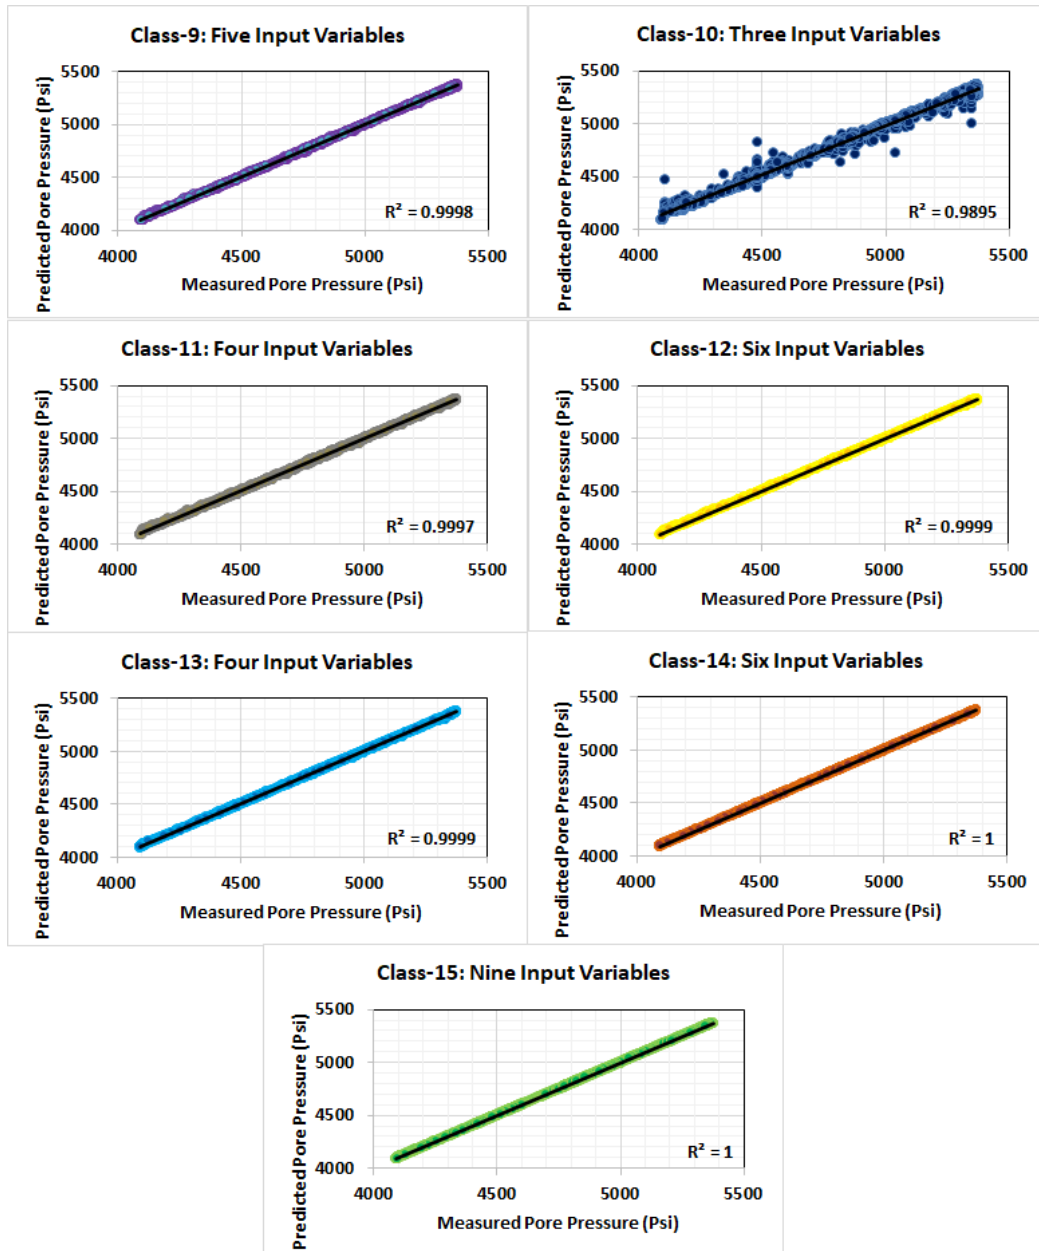 Class-9: Five Input Variables
Predicted Pore Pressure (Psi)
5500
5000
4500
4000
R² = 0.9998
4000 4500 5000 5500
Measured Pore Pressure (Psi)
Class-10: Three Input Variables
Predicted Pore Pressure (Psi)
5500
5000
4500
4000
R² = 0.9895
4000 4500 5000 5500
Measured Pore Pressure (Psi)
Class-11: Four Input Variables
Predicted Pore Pressure (Psi)
5500
5000
4500
4000
R² = 0.9997
4000 4500 5000 5500
Measured Pore Pressure (Psi)
Class-12: Six Input Variables
Predicted Pore Pressure (Psi)
5500
5000
4500
4000
R² = 0.9999
4000 4500 5000 5500
Measured Pore Pressure (Psi)
Class-13: Four Input Variables
Predicted Pore Pressure (Psi)
5500
5000
4500
4000
R² = 0.9999
4000 4500 5000 5500
Measured Pore Pressure (Psi)
Class-14: Six Input Variables
Predicted Pore Pressure (Psi)
5500
5000
4500
4000
R² = 1
4000 4500 5000 5500
Measured Pore Pressure (Psi)
Class-15: Nine Input Variables
Predicted Pore Pressure (Psi)
5500
5000
4500
4000
R² = 1
4000 4500 5000 5500
Measured Pore Pressure (Psi)